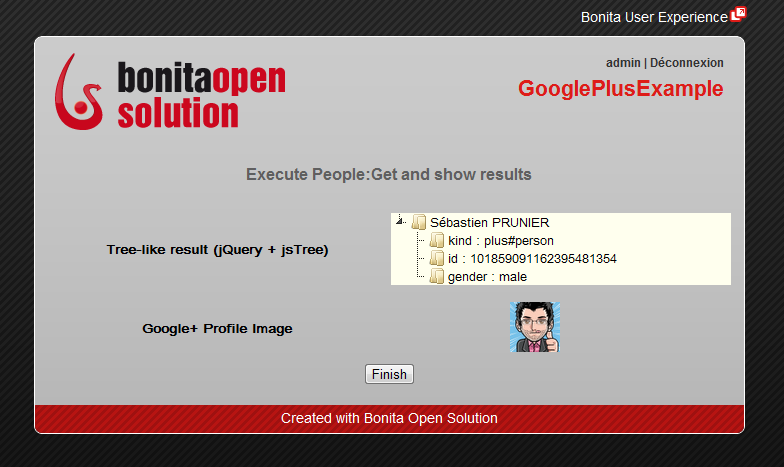 Bonita User Experience
bonitaopen
solution
admin | Déconnexion
GooglePlusExample
Execute People:Get and show results
Tree-like result (jQuery + jsTree)
Sébastien PRUNIER
kind : plus#person
id : 101859091162395481354
gender : male
Google+ Profile Image
Finish
Created with Bonita Open Solution